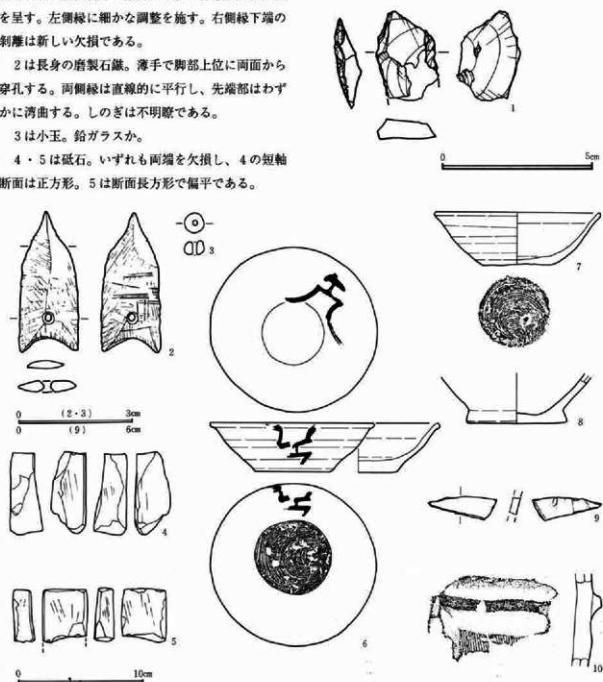 を呈す。左側縁に細かな調整を施す。右側縁下端の
剝離は新しい欠損である。
2は長身の磨製石鏃。薄手で脚部上位に両面から
穿孔する。両側縁は直線的に平行し、先端部はわず
かに湾曲する。しのぎは不明瞭である。
3は小玉。鉛ガラスか。
4・5は砥石。いずれも両端を欠損し、4の短軸
断面は正方形。5は断面長方形で偏平である。
1
0 5cm
2
3
0 (2・3) 3cm
0 (9) 6cm
4
5
0 10cm
6
7
8
9
10